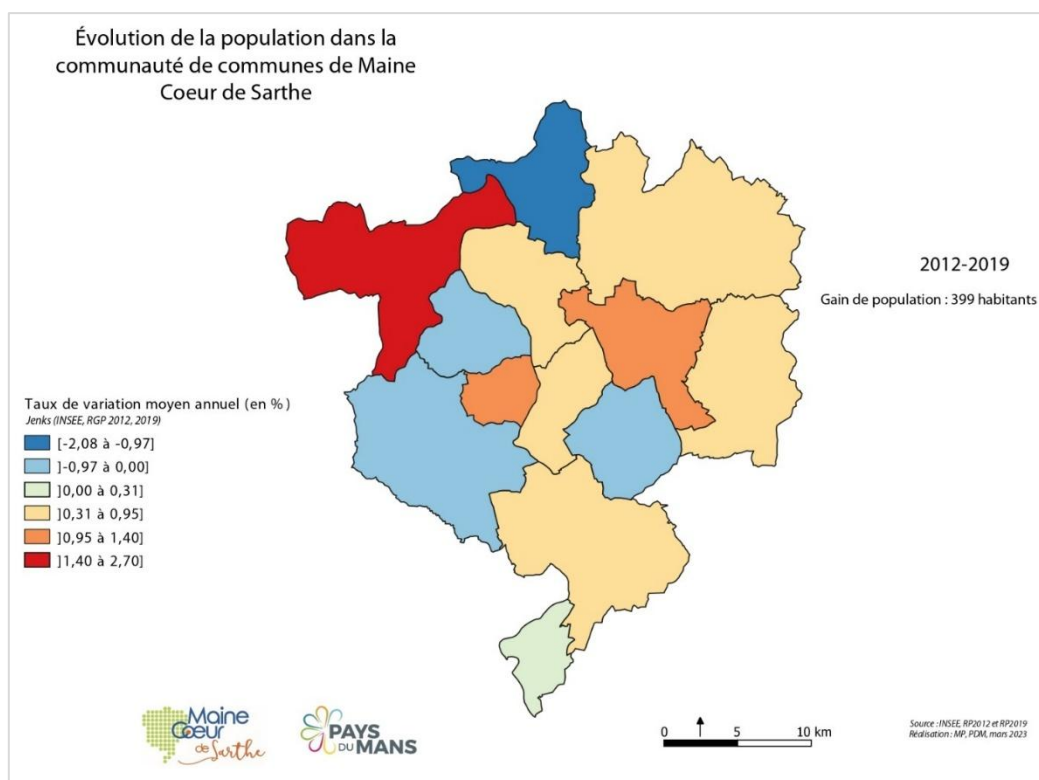 Évolution de la population dans la
communauté de communes de Maine
Coeur de Sarthe
2012-2019
Gain de population : 399 habitants
Taux de variation moyen annuel (en %)
Jenks (INSEE, RGP 2012, 2019)
[-2,08 à -0,97]
]-0,97 à 0,00]
]0,00 à 0,31]
]0,31 à 0,95]
]0,95 à 1,40]
]1,40 à 2,70]
Maine
Cœur
de Sarthe
PAYS
DU MANS
0 5 10 km
Source : INSEE, RP2012 et RP2019
Réalisation : MP, PDM, mars 2023